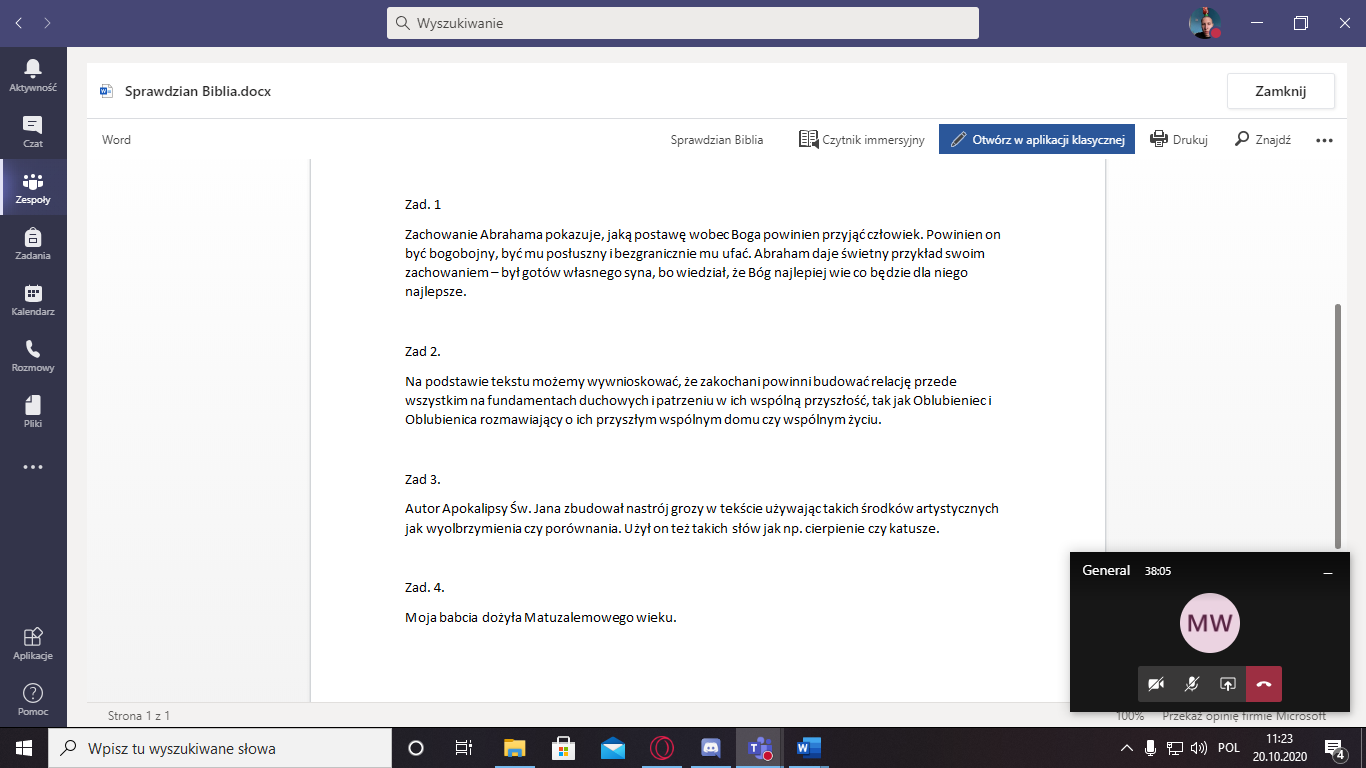 Wyszukiwanie
Aktywność
Czat
Zespoły
Zadania
Kalendarz
Rozmowy
Pliki
Aplikacje
Pomoc
Sprawdzian Biblia.docx
Zamknij
Word
Sprawdzian Biblia
Czytnik immersyjny
Otwórz w aplikacji klasycznej
Drukuj
Znajdź
Zad. 1
Zachowanie Abrahama pokazuje, jaką postawę wobec Boga powinien przyjąć człowiek. Powinien on
być bogobojny, być mu posłuszny i bezgranicznie mu ufać. Abraham daje świetny przykład swoim
zachowaniem – był gotów własnego syna, bo wiedział, że Bóg najlepiej wie co będzie dla niego
najlepsze.
Zad 2.
Na podstawie tekstu możemy wywnioskować, że zakochani powinni budować relację przede
wszystkim na fundamentach duchowych i patrzeniu w ich wspólną przyszłość, tak jak Oblubieniec i
Oblubienica rozmawiający o ich przyszłym wspólnym domu czy wspólnym życiu.
Zad 3.
Autor Apokalipsy Św. Jana zbudował nastrój grozy w tekście używając takich środków artystycznych
jak wyolbrzymienia czy porównania. Użył on też takich słów jak np. cierpienie czy katusze.
Zad. 4.
Moja babcia dożyła Matuzalemowego wieku.
General 38:05
MW
Strona 1 z 1
100% Przekaż opinię firmie Microsoft
Wpisz tu wyszukiwane słowa
POL
11:23
20.10.2020
4